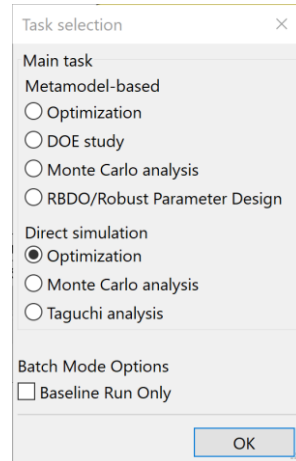 Task selection
Main task
Metamodel-based
Optimization
DOE study
Monte Carlo analysis
RBDO/Robust Parameter Design
Direct simulation
Optimization
Monte Carlo analysis
Taguchi analysis
Batch Mode Options
Baseline Run Only
OK